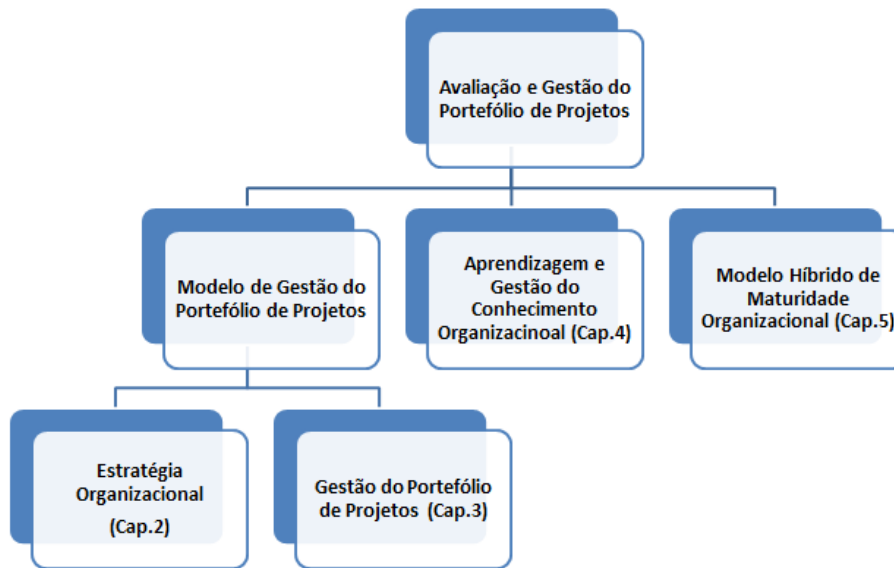 Avaliação e Gestão do
Portefólio de Projetos
Modelo de Gestão do
Portefólio de Projetos
Aprendizagem e
Gestão do
Conhecimento
Organizacinoal (Cap.4)
Modelo Híbrido de
Maturidade
Organizacional (Cap.5)
Estratégia
Organizacional
(Cap.2)
Gestão do Portefólio
de Projetos (Cap.3)